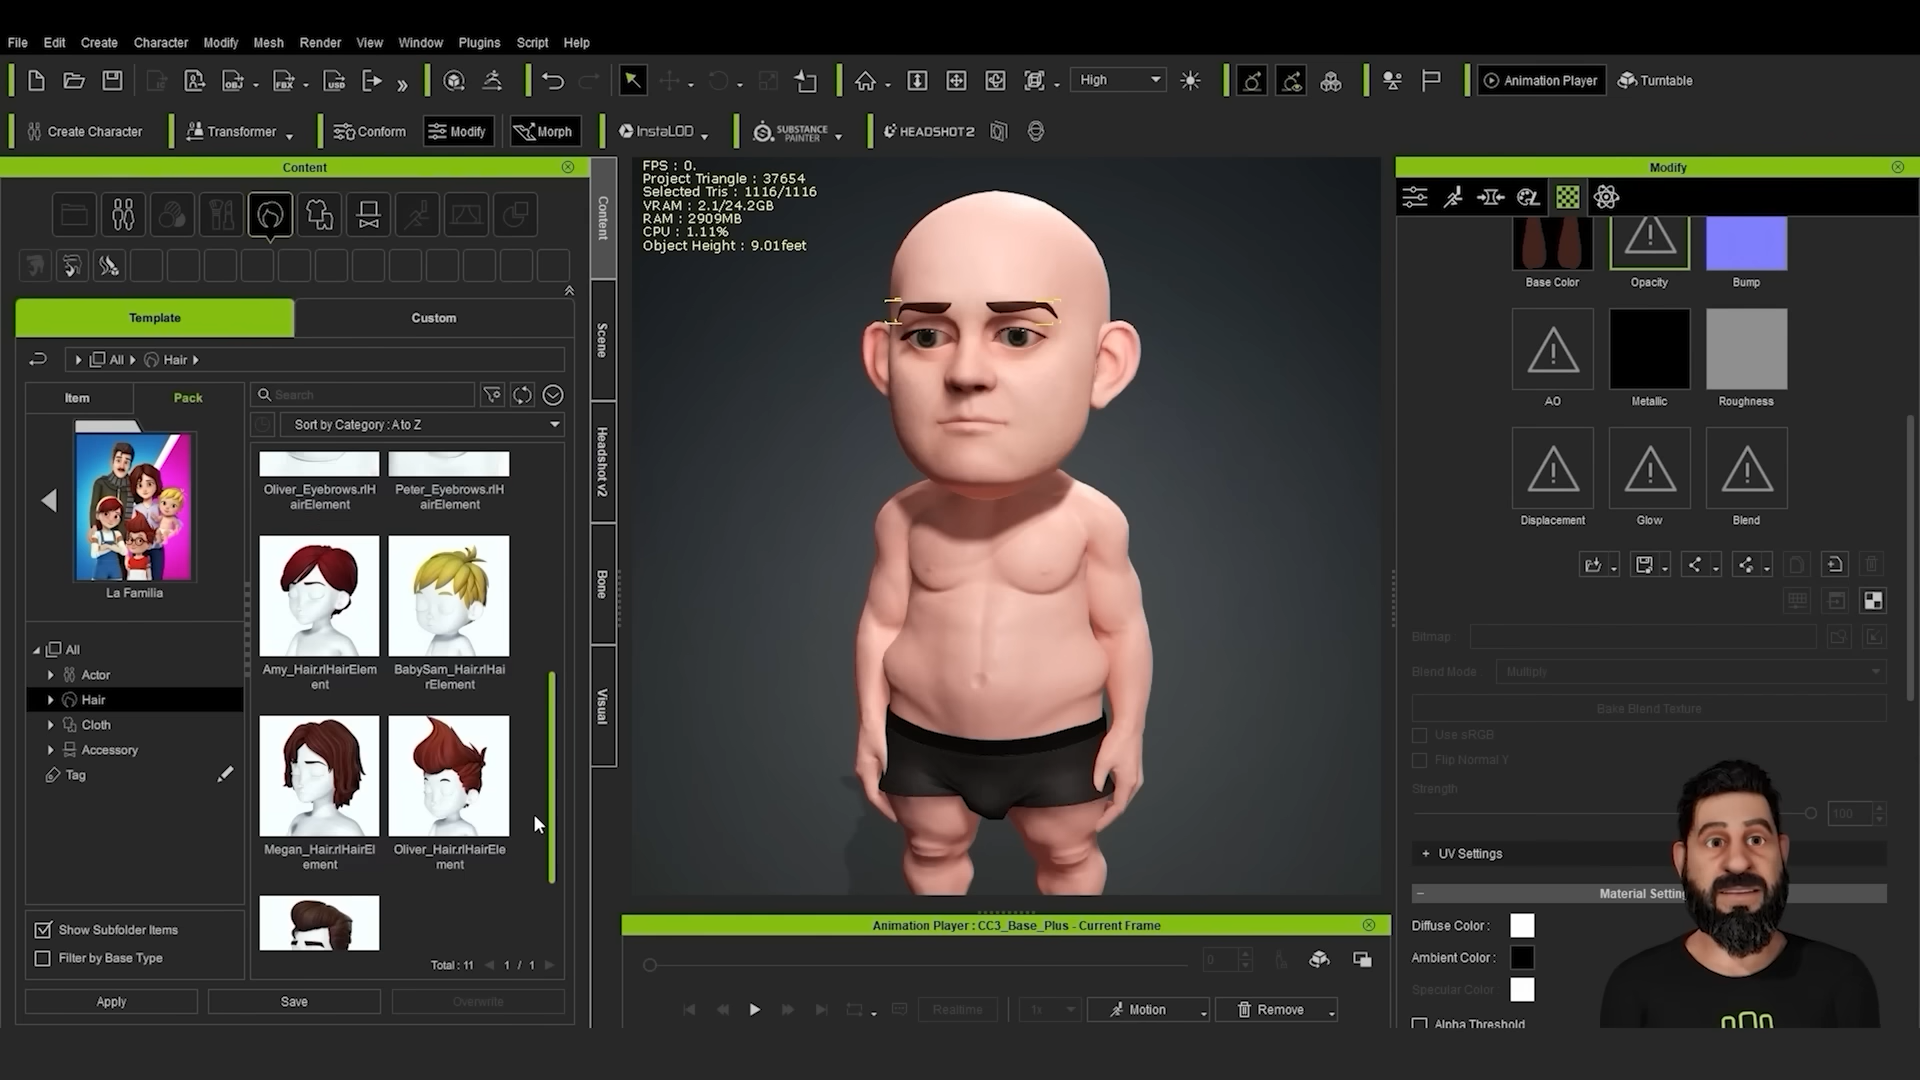 File Edit Create Character Modify Mesh Render View Window Plugins Script Help
OBJ FBX USD High Animation Player Turntable
Create Character Transformer Conform Modify Morph InstaLOD SUBSTANCE PAINTER HEADSHOT 2
Content
Template Custom
All Hair
Item Pack Search
Sort by Category : A to Z
La Familia
All
Actor
Hair
Cloth
Accessory
Tag
Show Subfolder Items
Filter by Base Type
Oliver_Eyebrows.rlH
airElement
Peter_Eyebrows.rlH
airElement
Amy_Hair.rlHairElem
ent
BabySam_Hair.rlHai
rElement
Megan_Hair.rlHairEl
ement
Oliver_Hair.rlHairEle
ment
Total : 11 1 / 1
Apply Save Overwrite
Content
Scene
Headshot v2
Bone
Visual
FPS : 0.
Project Triangle : 37654
Selected Tris : 1116/1116
VRAM : 2.1/24.2GB
RAM : 2909MB
CPU : 1.11%
Object Height : 9.01feet
Animation Player : CC3_Base_Plus - Current Frame
0
Realtime 1x Motion Remove
Modify
Base Color Opacity Bump
AO Metallic Roughness
Displacement Glow Blend
Bitmap :
Blend Mode Multiply
Bake Blend Texture
Use sRGB
Flip Normal Y
Strength
100
+ UV Settings
Diffuse Color :
Ambient Color :
Specular Color
Alpha Threshold